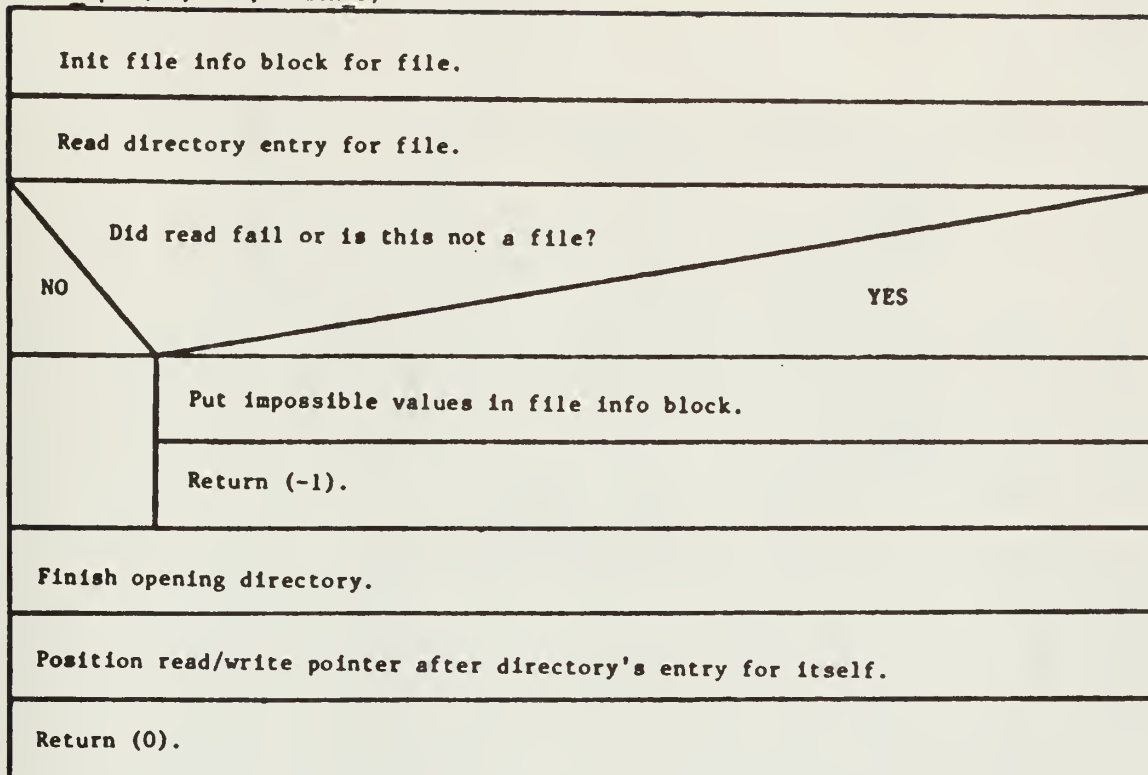 Init file info block for file.
Read directory entry for file.
Did read fail or is this not a file?
NO
YES
Put impossible values in file info block.
Return (-1).
Finish opening directory.
Position read/write pointer after directory's entry for itself.
Return (0).